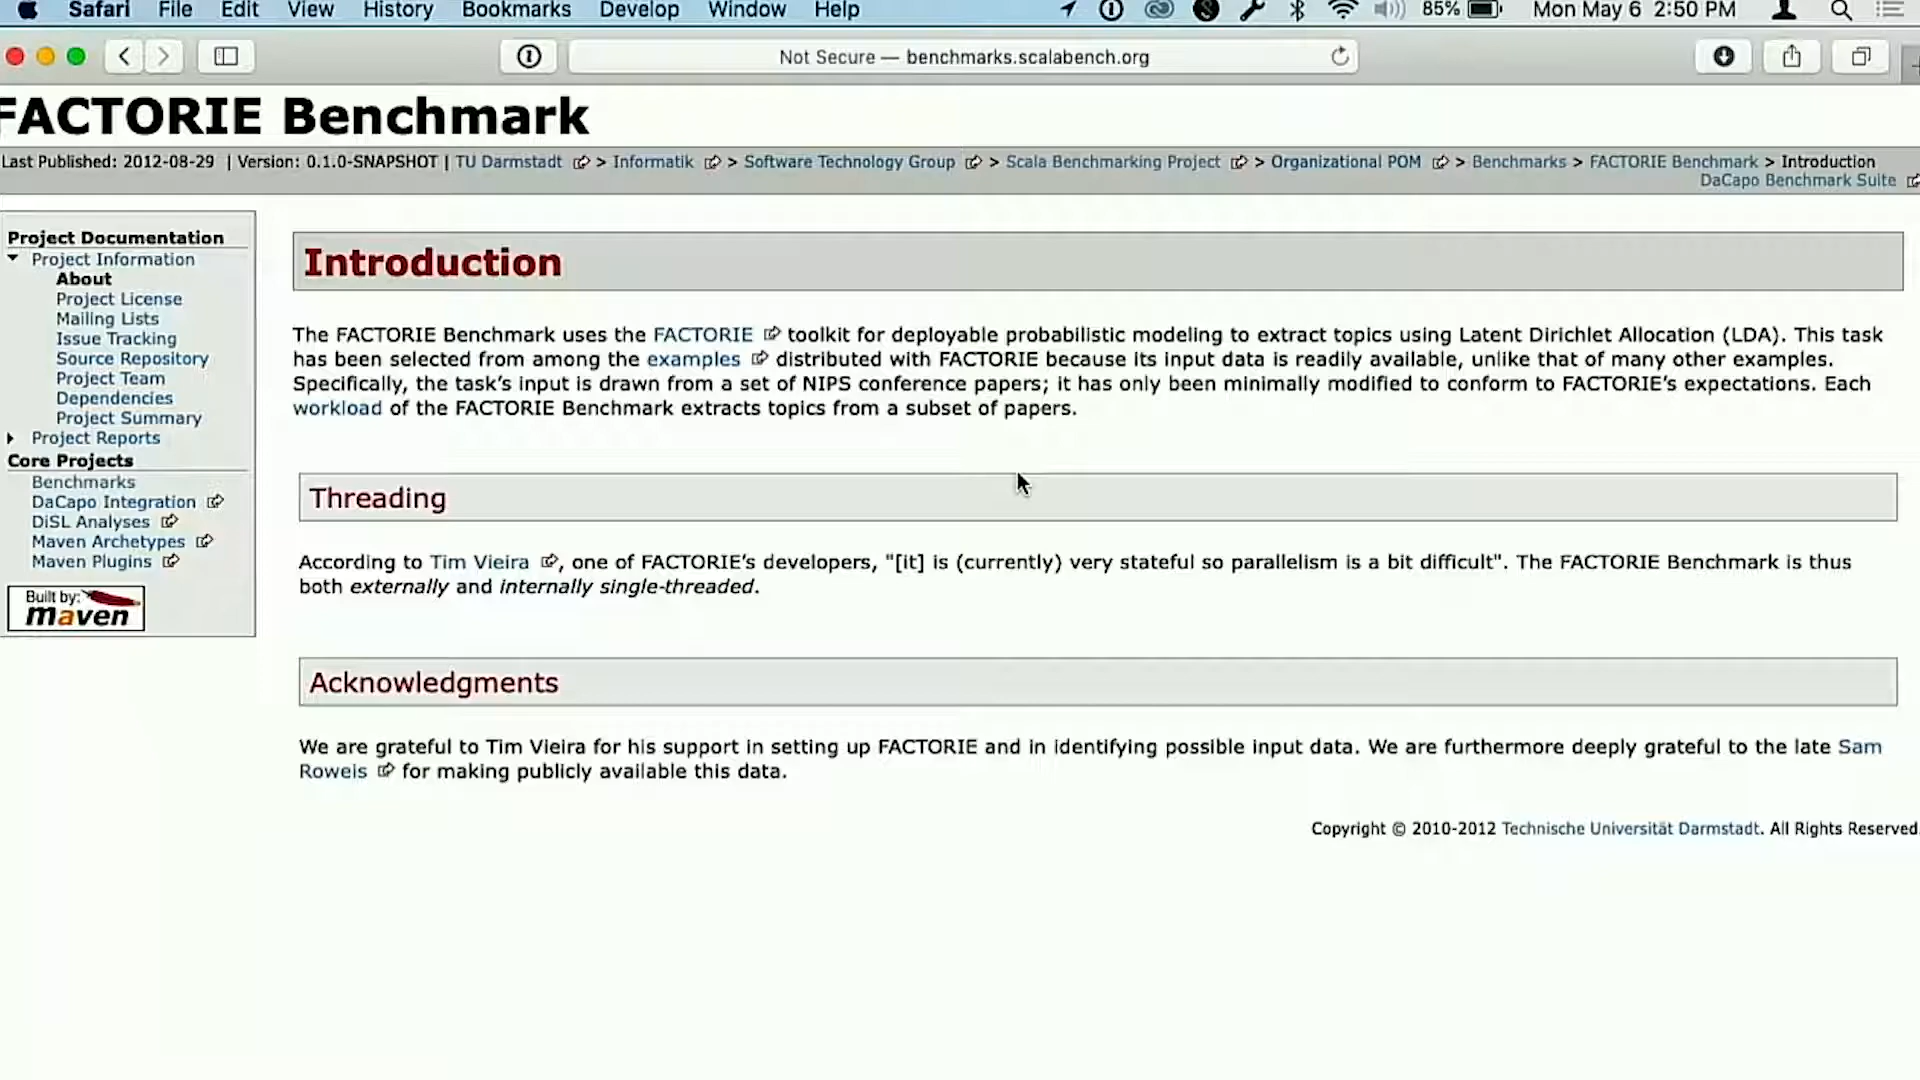 Safari File Edit View History Bookmarks Develop Window Help 85% Mon May 6 2:50 PM
Not Secure — benchmarks.scalabench.org
FACTORIE Benchmark
Last Published: 2012-08-29 | Version: 0.1.0-SNAPSHOT | TU Darmstadt > Informatik > Software Technology Group > Scala Benchmarking Project > Organizational POM > Benchmarks > FACTORIE Benchmark > Introduction
DaCapo Benchmark Suite
Project Documentation
Project Information
About
Project License
Mailing Lists
Issue Tracking
Source Repository
Project Team
Dependencies
Project Summary
Project Reports
Core Projects
Benchmarks
DaCapo Integration
DiSL Analyses
Maven Archetypes
Maven Plugins
Built by:
maven
Introduction
The FACTORIE Benchmark uses the FACTORIE toolkit for deployable probabilistic modeling to extract topics using Latent Dirichlet Allocation (LDA). This task
has been selected from among the examples distributed with FACTORIE because its input data is readily available, unlike that of many other examples.
Specifically, the task's input is drawn from a set of NIPS conference papers; it has only been minimally modified to conform to FACTORIE's expectations. Each
workload of the FACTORIE Benchmark extracts topics from a subset of papers.
Threading
According to Tim Vieira, one of FACTORIE's developers, "[it] is (currently) very stateful so parallelism is a bit difficult". The FACTORIE Benchmark is thus
both externally and internally single-threaded.
Acknowledgments
We are grateful to Tim Vieira for his support in setting up FACTORIE and in identifying possible input data. We are furthermore deeply grateful to the late Sam
Roweis for making publicly available this data.
Copyright © 2010-2012 Technische Universität Darmstadt. All Rights Reserved.